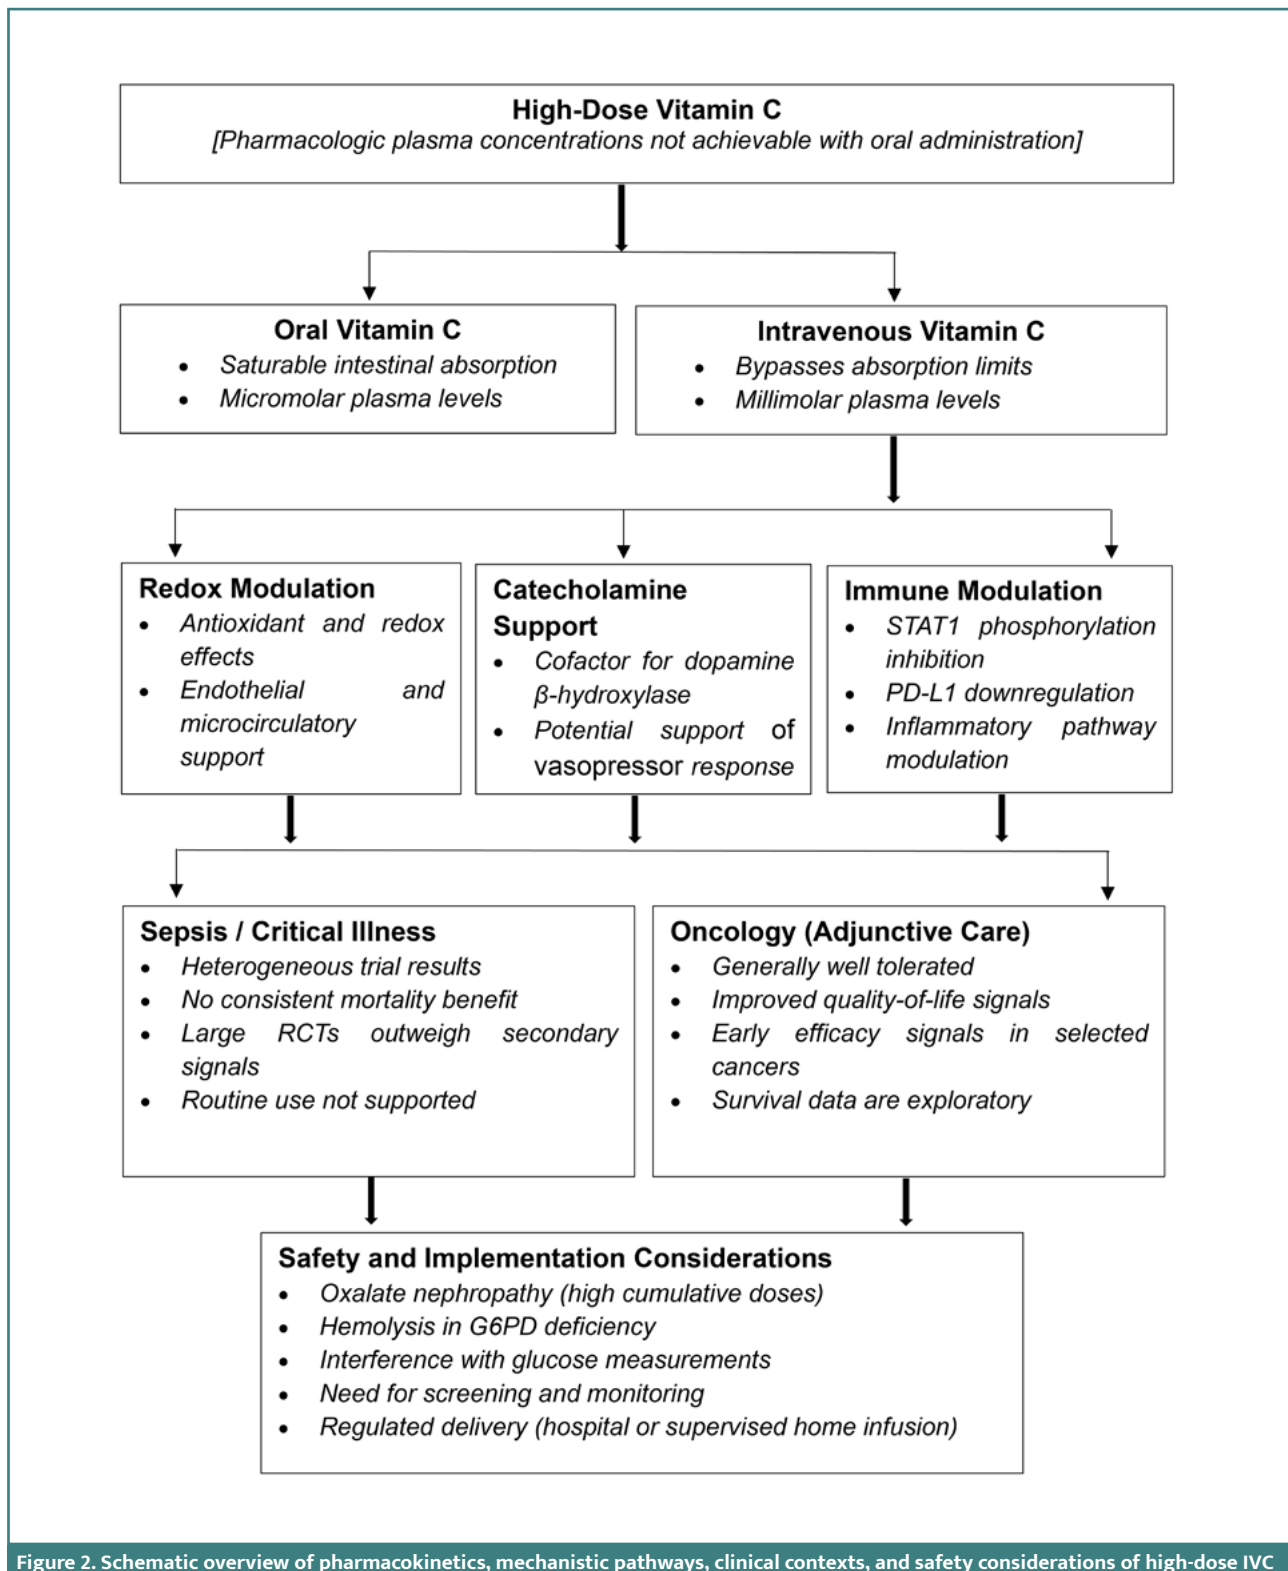 High-Dose Vitamin C
[Pharmacologic plasma concentrations not achievable with oral administration]
Oral Vitamin C
• Saturable intestinal absorption
• Micromolar plasma levels
Intravenous Vitamin C
• Bypasses absorption limits
• Millimolar plasma levels
Redox Modulation
• Antioxidant and redox
effects
• Endothelial and
microcirculatory
support
Catecholamine
Support
• Cofactor for dopamine
β-hydroxylase
• Potential support of
vasopressor response
Immune Modulation
• STAT1 phosphorylation
inhibition
• PD-L1 downregulation
• Inflammatory pathway
modulation
Sepsis / Critical Illness
• Heterogeneous trial results
• No consistent mortality benefit
• Large RCTs outweigh secondary
signals
• Routine use not supported
Oncology (Adjunctive Care)
• Generally well tolerated
• Improved quality-of-life signals
• Early efficacy signals in selected
cancers
• Survival data are exploratory
Safety and Implementation Considerations
• Oxalate nephropathy (high cumulative doses)
• Hemolysis in G6PD deficiency
• Interference with glucose measurements
• Need for screening and monitoring
• Regulated delivery (hospital or supervised home infusion)
Figure 2. Schematic overview of pharmacokinetics, mechanistic pathways, clinical contexts, and safety considerations of high-dose IVC